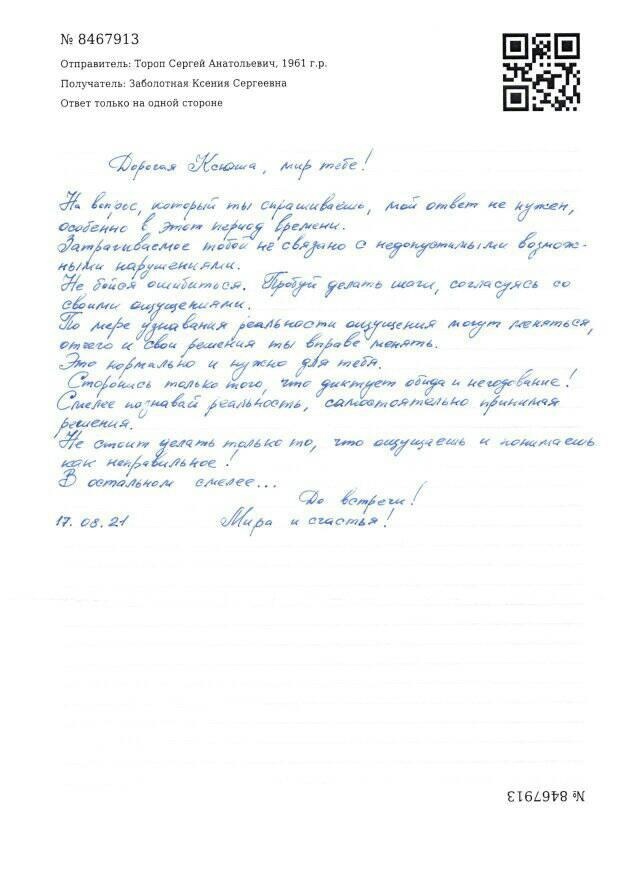 № 8467913
Отправитель: Тороп Сергей Анатольевич, 1961 г.р.
Получатель: Заболотная Ксения Сергеевна
Ответ только на одной стороне
Дорогая Ксюша, мир тебе!
На вопрос, который ты спрашиваешь, мой ответ не нужен,
особенно в этот период времени.
Затрагиваемое тобой не связано с недопустимыми возмож-
ными нарушениями.
Не бойся ошибиться. Пробуй делать шаги, согласуясь со
своими ощущениями.
По мере узнавания реальности ощущения могут меняться,
отчего и свои решения ты вправе менять.
Это нормально и нужно для тебя.
Сторонись только того, что диктует обида и негодование!
Смелее познавай реальность, самостоятельно принимая
решения.
Не стоит делать только то, что ощущаешь и понимаешь
как неправильное!
В остальном смелее...
До встречи!
17.08.21 Мира и счастья!
№ 8467913